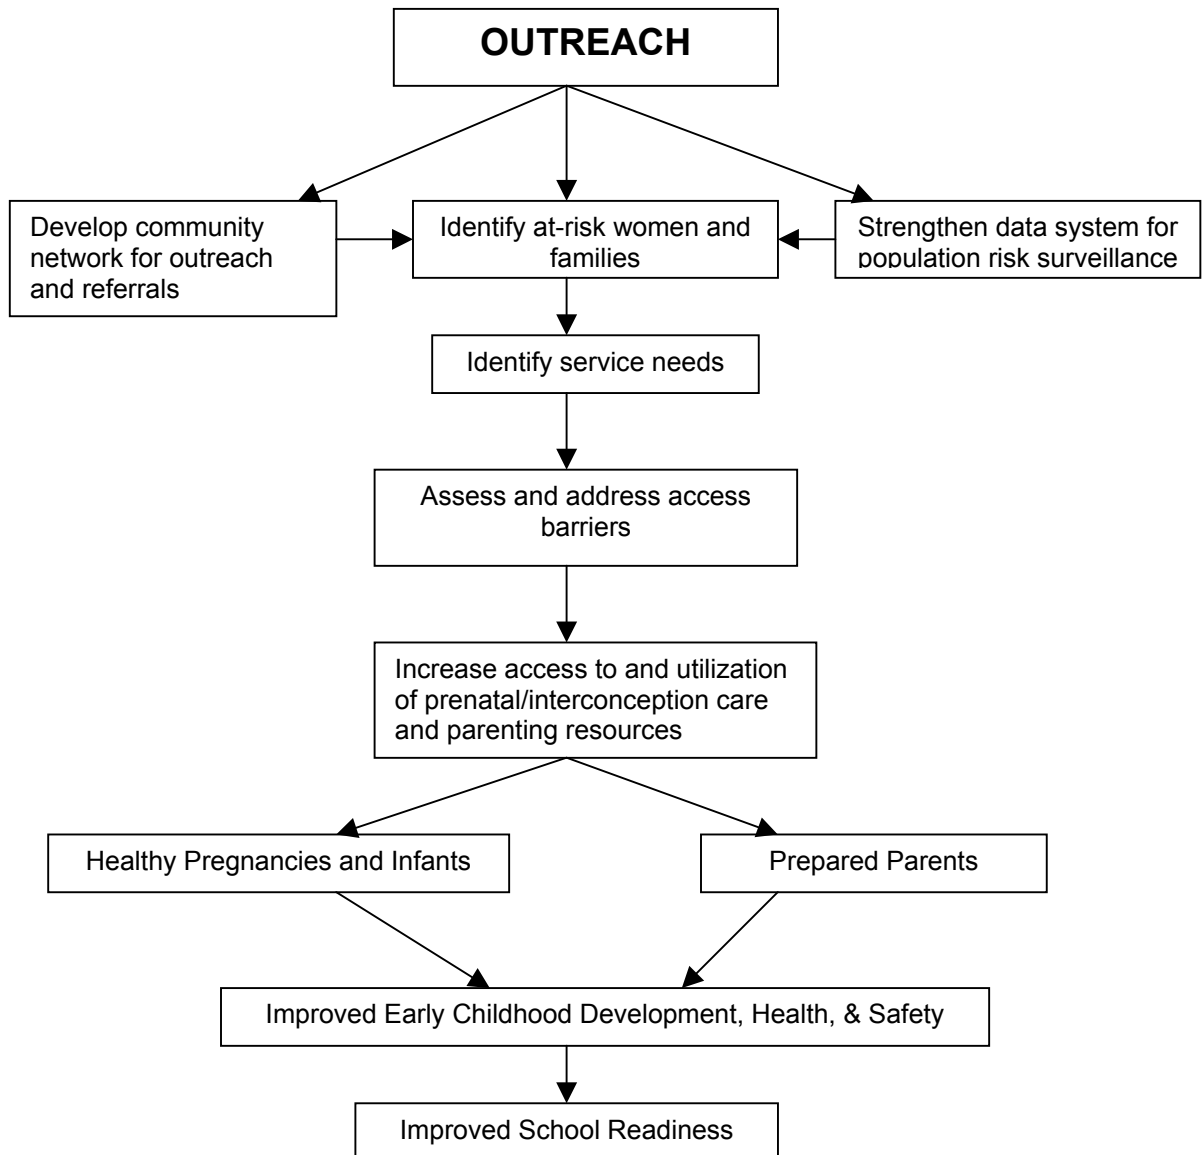 OUTREACH
Develop community
network for outreach
and referrals
Identify at-risk women and
families
Strengthen data system for
population risk surveillance
Identify service needs
Assess and address access
barriers
Increase access to and utilization
of prenatal/interconception care
and parenting resources
Healthy Pregnancies and Infants
Prepared Parents
Improved Early Childhood Development, Health, & Safety
Improved School Readiness